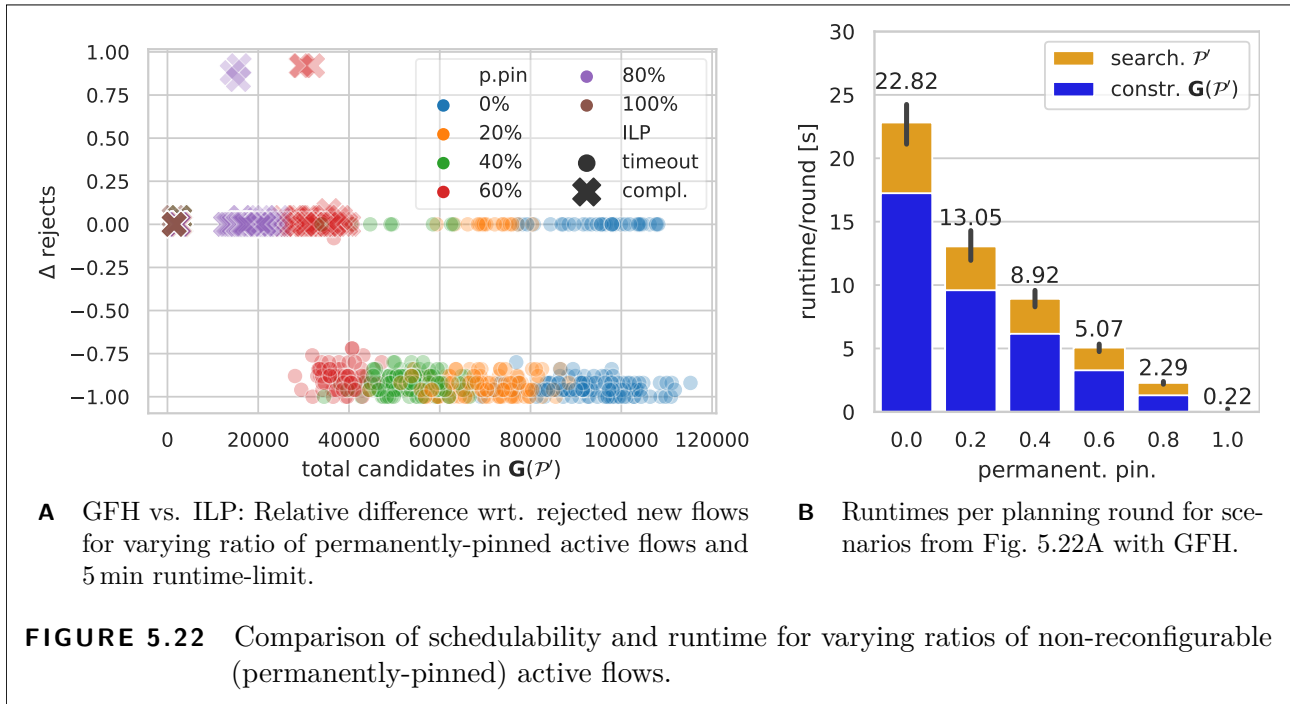 1.00
0.75
0.50
0.25
0.00
−0.25
−0.50
−0.75
−1.00
Δ rejects
p.pin
0%
20%
40%
60%
80%
100%
ILP
timeout
compl.
0 20000 40000 60000 80000 100000 120000
total candidates in G(𝒫′)
A GFH vs. ILP: Relative difference wrt. rejected new flows
for varying ratio of permanently-pinned active flows and
5 min runtime-limit.
30
25
20
15
10
5
0
runtime/round [s]
search. 𝒫′
constr. G(𝒫′)
22.82
13.05
8.92
5.07
2.29
0.22
0.0 0.2 0.4 0.6 0.8 1.0
permanent. pin.
B Runtimes per planning round for sce-
narios from Fig. 5.22A with GFH.
FIGURE 5.22 Comparison of schedulability and runtime for varying ratios of non-reconfigurable
(permanently-pinned) active flows.